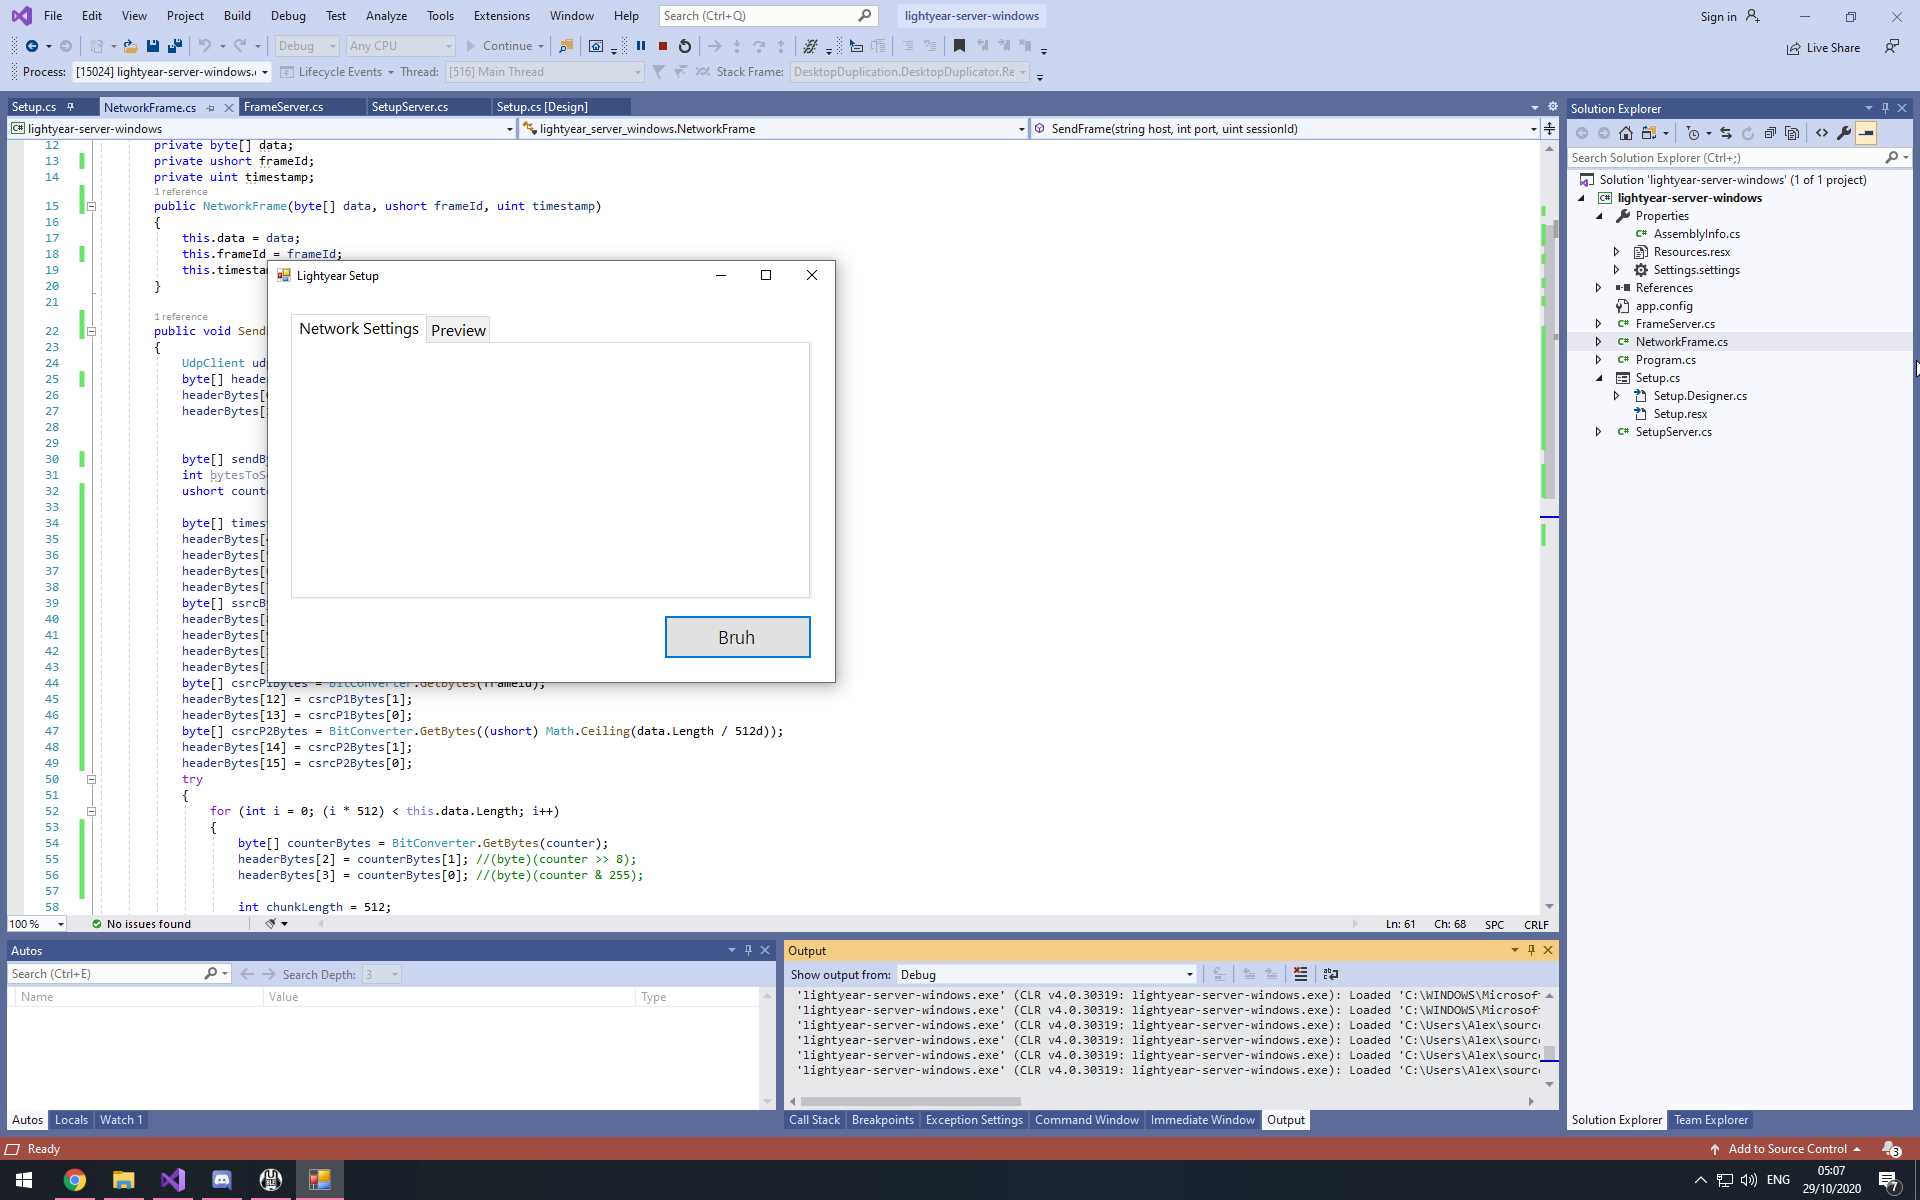 File Edit View Project Build Debug Test Analyze Tools Extensions Window Help Search (Ctrl+Q) lightyear-server-windows Sign in
Debug Any CPU Continue Live Share
Process: [15024] lightyear-server-windows. Lifecycle Events Thread: [516] Main Thread Stack Frame: DesktopDuplication.DesktopDuplicator.Re
Setup.cs NetworkFrame.cs FrameServer.cs SetupServer.cs Setup.cs [Design]
lightyear-server-windows lightyear_server_windows.NetworkFrame SendFrame(string host, int port, uint sessionId)
12 private byte[] data;
13 private ushort frameId;
14 private uint timestamp;
1 reference
15 public NetworkFrame(byte[] data, ushort frameId, uint timestamp)
16 {
17 this.data = data;
18 this.frameId = frameId;
19 this.timestam
20 }
21
1 reference
22 public void Send
23 {
24 UdpClient udp
25 byte[] heade
26 headerBytes[
27 headerBytes[
28
29
30 byte[] sendB
31 int bytesToS
32 ushort count
33
34 byte[] times
35 headerBytes[
36 headerBytes[
37 headerBytes[
38 headerBytes[
39 byte[] ssrcB
40 headerBytes[
41 headerBytes[
42 headerBytes[
43 headerBytes[
44 byte[] csrcP1Bytes = BitConverter.GetBytes(frameId);
45 headerBytes[12] = csrcP1Bytes[1];
46 headerBytes[13] = csrcP1Bytes[0];
47 byte[] csrcP2Bytes = BitConverter.GetBytes((ushort) Math.Ceiling(data.Length / 512d));
48 headerBytes[14] = csrcP2Bytes[1];
49 headerBytes[15] = csrcP2Bytes[0];
50 try
51 {
52 for (int i = 0; (i * 512) < this.data.Length; i++)
53 {
54 byte[] counterBytes = BitConverter.GetBytes(counter);
55 headerBytes[2] = counterBytes[1]; //(byte)(counter >> 8);
56 headerBytes[3] = counterBytes[0]; //(byte)(counter & 255);
57
58 int chunkLength = 512;
Lightyear Setup
Network Settings Preview
Bruh
100 % No issues found Ln: 61 Ch: 68 SPC CRLF
Solution Explorer
Search Solution Explorer (Ctrl+;)
Solution 'lightyear-server-windows' (1 of 1 project)
lightyear-server-windows
Properties
AssemblyInfo.cs
Resources.resx
Settings.settings
References
app.config
FrameServer.cs
NetworkFrame.cs
Program.cs
Setup.cs
Setup.Designer.cs
Setup.resx
SetupServer.cs
Autos
Search (Ctrl+E) Search Depth: 3
Name Value Type
Autos Locals Watch 1
Output
Show output from: Debug
'lightyear-server-windows.exe' (CLR v4.0.30319: lightyear-server-windows.exe): Loaded 'C:\WINDOWS\Microsof
'lightyear-server-windows.exe' (CLR v4.0.30319: lightyear-server-windows.exe): Loaded 'C:\WINDOWS\Microsof
'lightyear-server-windows.exe' (CLR v4.0.30319: lightyear-server-windows.exe): Loaded 'C:\Users\Alex\sourc
'lightyear-server-windows.exe' (CLR v4.0.30319: lightyear-server-windows.exe): Loaded 'C:\Users\Alex\sourc
'lightyear-server-windows.exe' (CLR v4.0.30319: lightyear-server-windows.exe): Loaded 'C:\Users\Alex\sourc
'lightyear-server-windows.exe' (CLR v4.0.30319: lightyear-server-windows.exe): Loaded 'C:\Users\Alex\sourc
Call Stack Breakpoints Exception Settings Command Window Immediate Window Output
Solution Explorer Team Explorer
Ready Add to Source Control 3
ENG 05:07
29/10/2020 7